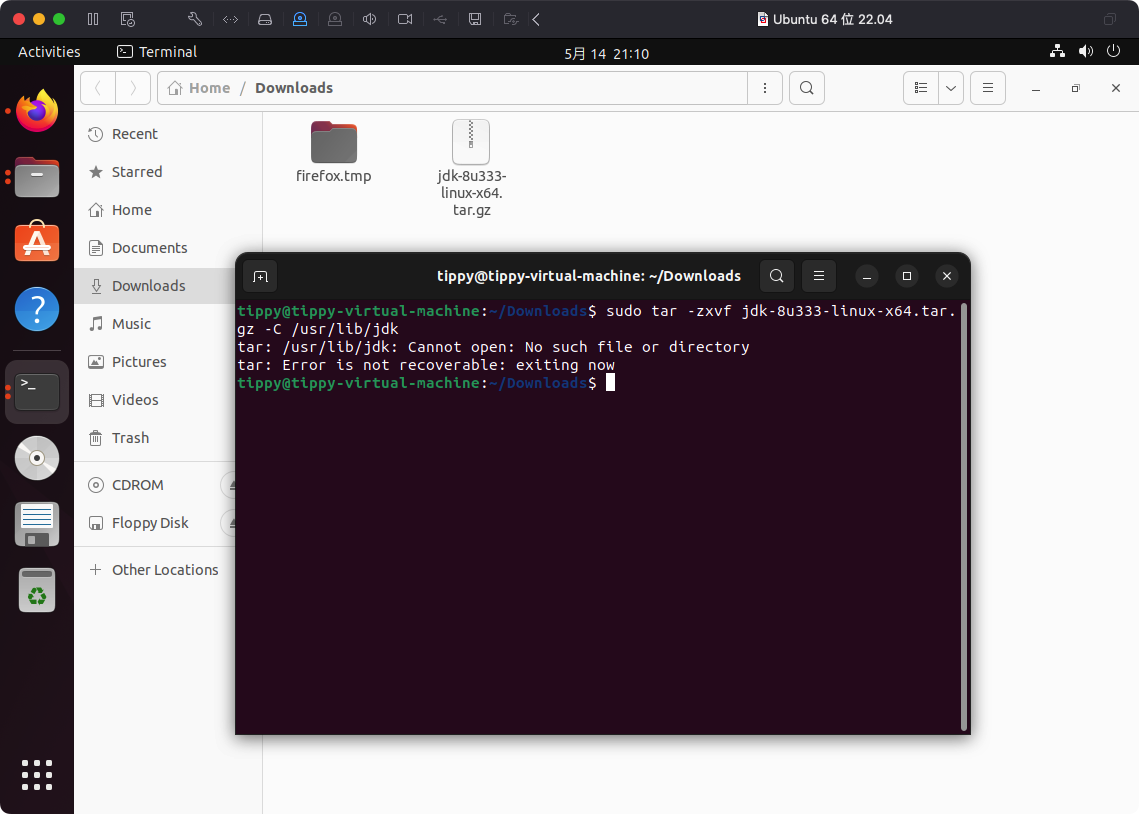 Ubuntu 64 位 22.04
Activities
Terminal
5月 14 21:10
Home / Downloads
Recent
Starred
Home
Documents
Downloads
Music
Pictures
Videos
Trash
CDROM
Floppy Disk
Other Locations
firefox.tmp
jdk-8u333-
linux-x64.
tar.gz
tippy@tippy-virtual-machine: ~/Downloads
tippy@tippy-virtual-machine:~/Downloads$ sudo tar -zxvf jdk-8u333-linux-x64.tar.
gz -C /usr/lib/jdk
tar: /usr/lib/jdk: Cannot open: No such file or directory
tar: Error is not recoverable: exiting now
tippy@tippy-virtual-machine:~/Downloads$